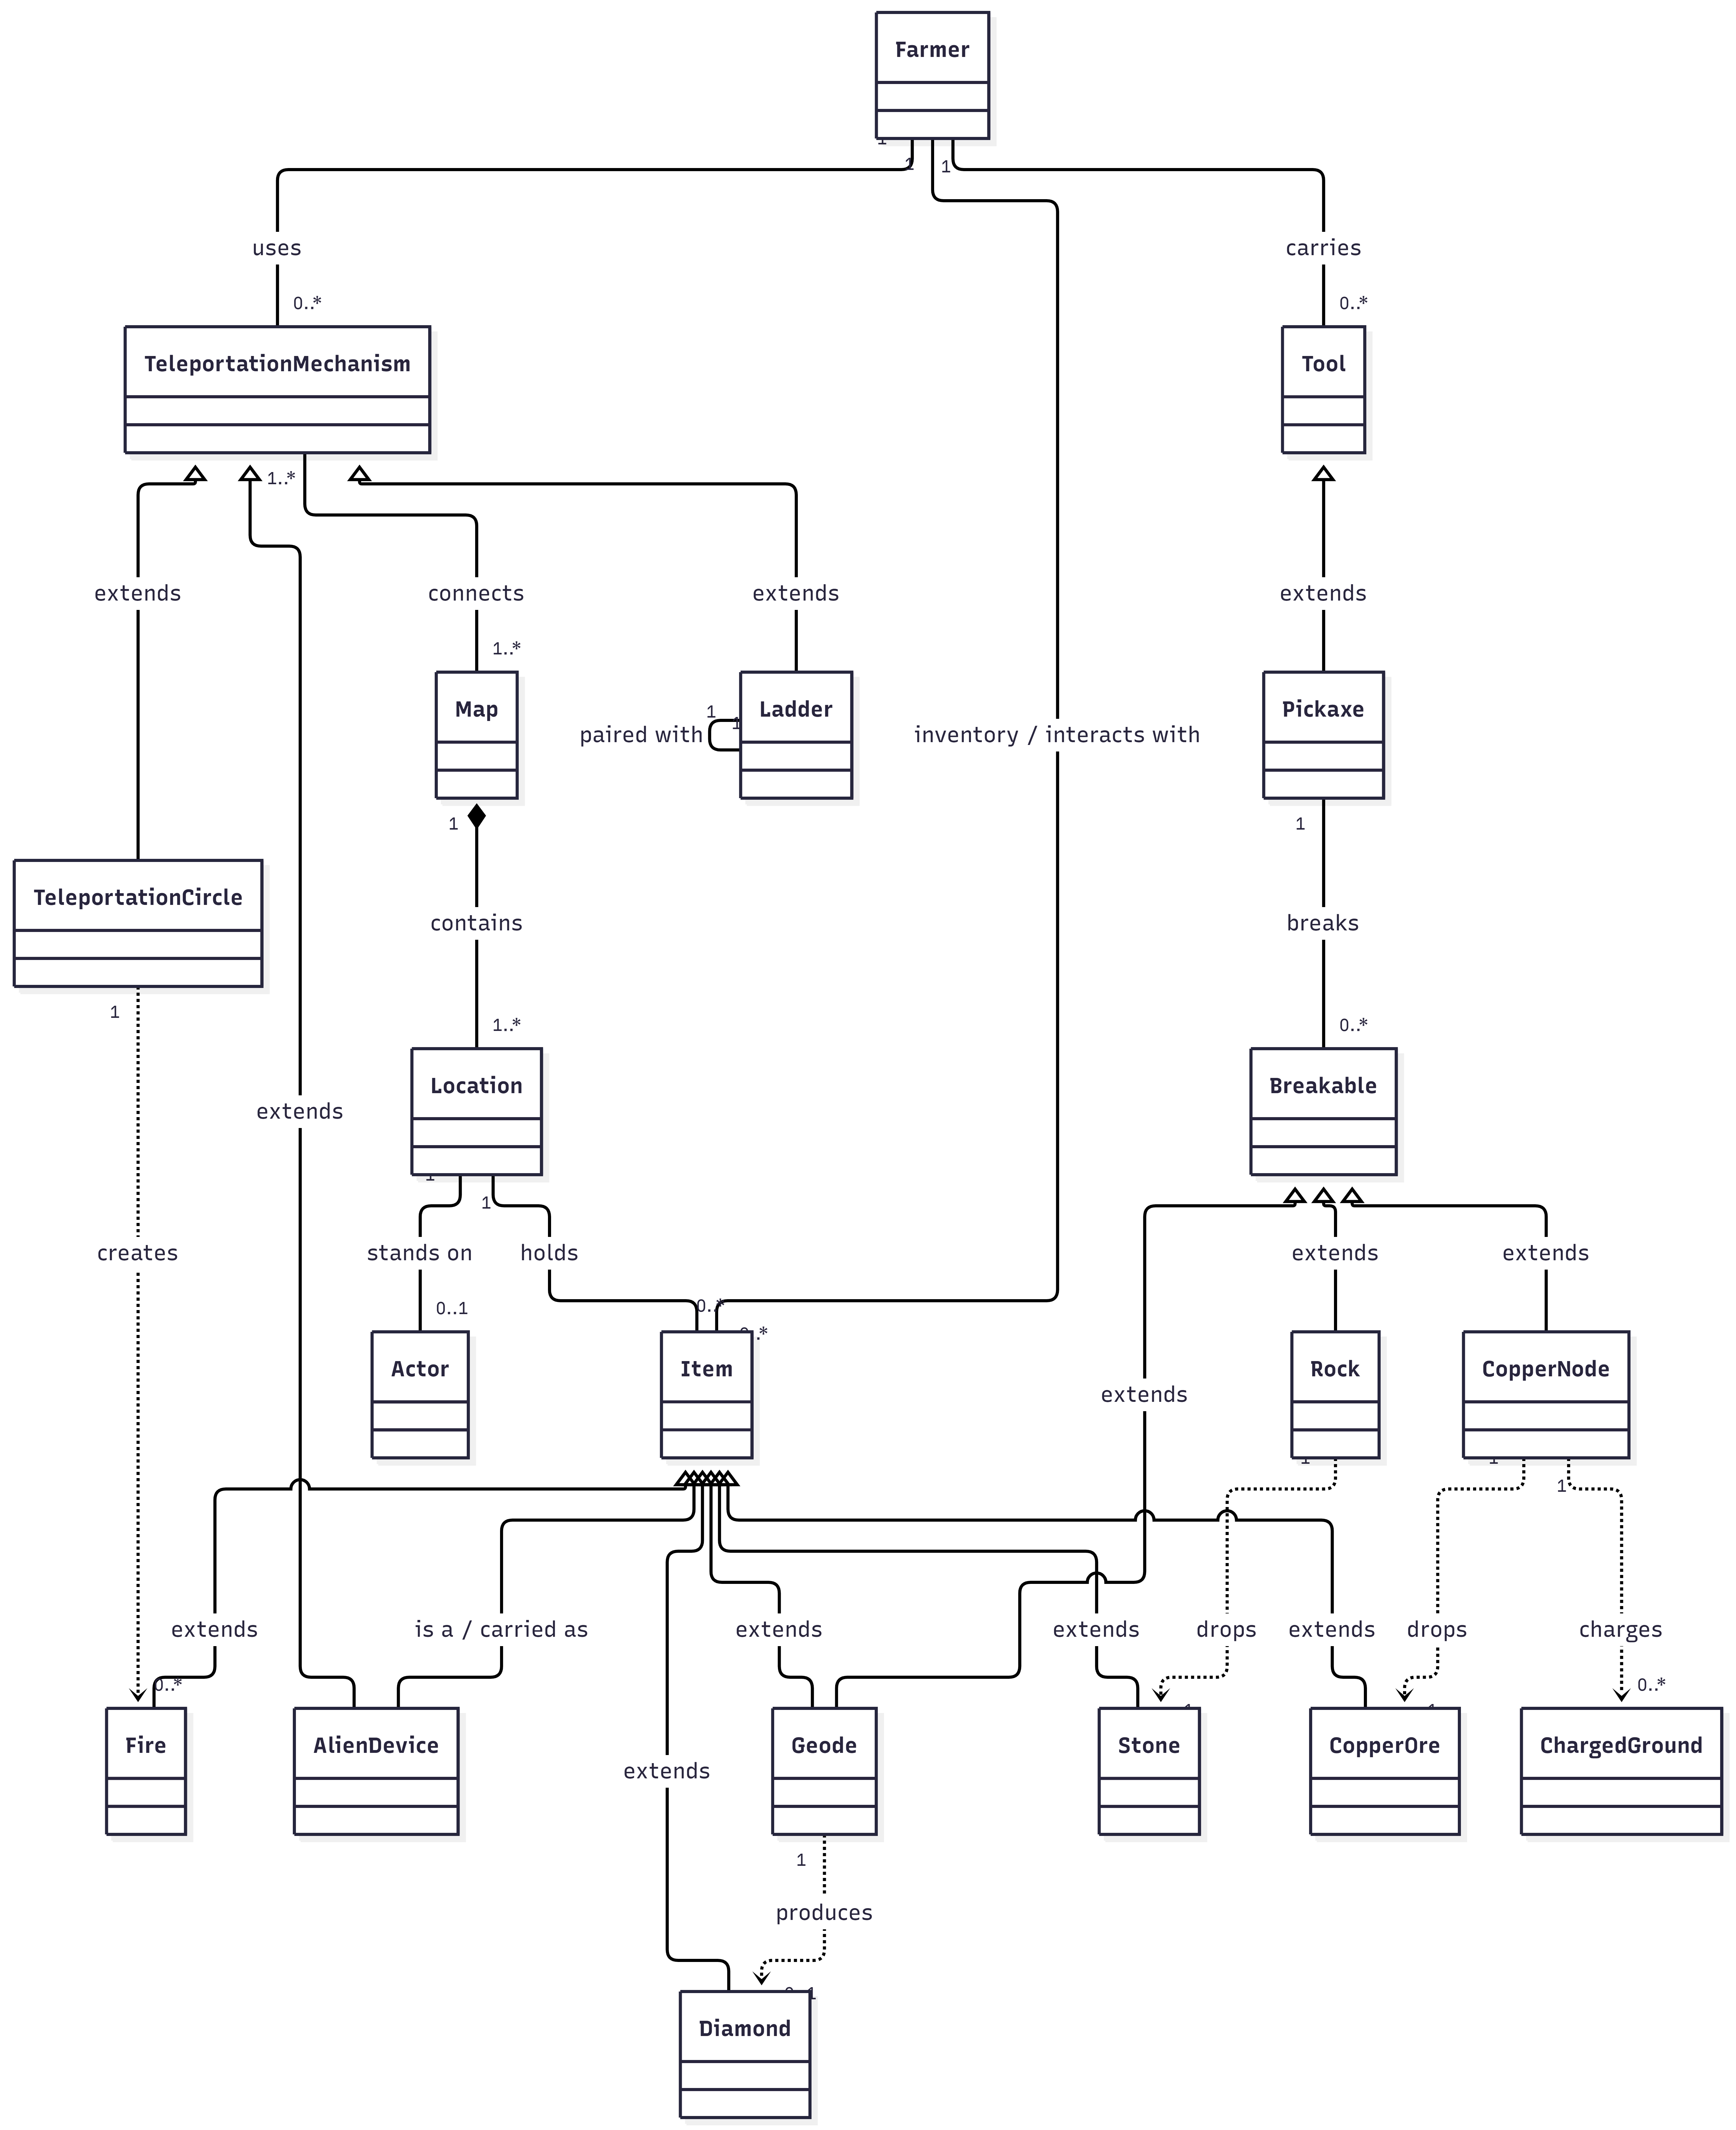 Farmer
1
1
1
uses
carries
0..*
0..*
TeleportationMechanism
Tool
1..*
extends
connects
extends
extends
1..*
Map
Ladder
Pickaxe
1
1
paired with
inventory / interacts with
1
1
TeleportationCircle
contains
breaks
1
1..*
0..*
Location
Breakable
extends
1
1
creates
stands on
holds
extends
extends
0..1
0..*
0..*
Actor
Item
Rock
CopperNode
extends
1
1
1
extends
is a / carried as
extends
extends
drops
extends
drops
charges
0..*
0..*
1
1
Fire
AlienDevice
Geode
Stone
CopperOre
ChargedGround
extends
1
produces
0..1
Diamond